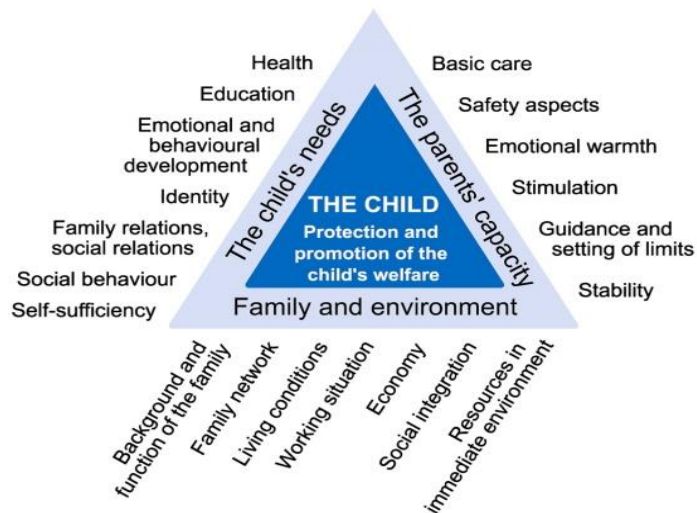 Health
Education
Emotional and
behavioural
development
Identity
Family relations,
social relations
Social behaviour
Self-sufficiency
The child's needs
Basic care
Safety aspects
Emotional warmth
Stimulation
Guidance and
setting of limits
Stability
The parents' capacity
THE CHILD
Protection and
promotion of the
child's welfare
Family and environment
Background and
function of the family
Family network
Living conditions
Working situation
Economy
Social integration
Resources in
immediate environment